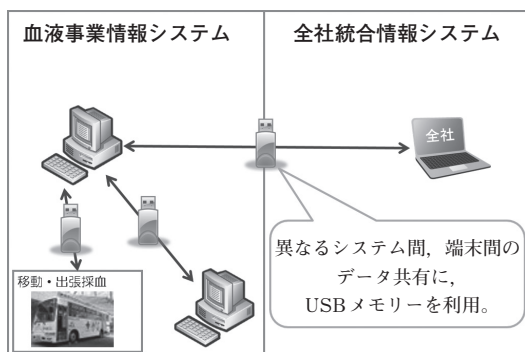 血液事業情報システム
全社統合情報システム
全社
移動・出張採血
異なるシステム間，端末間の
データ共有に，
USBメモリーを利用。